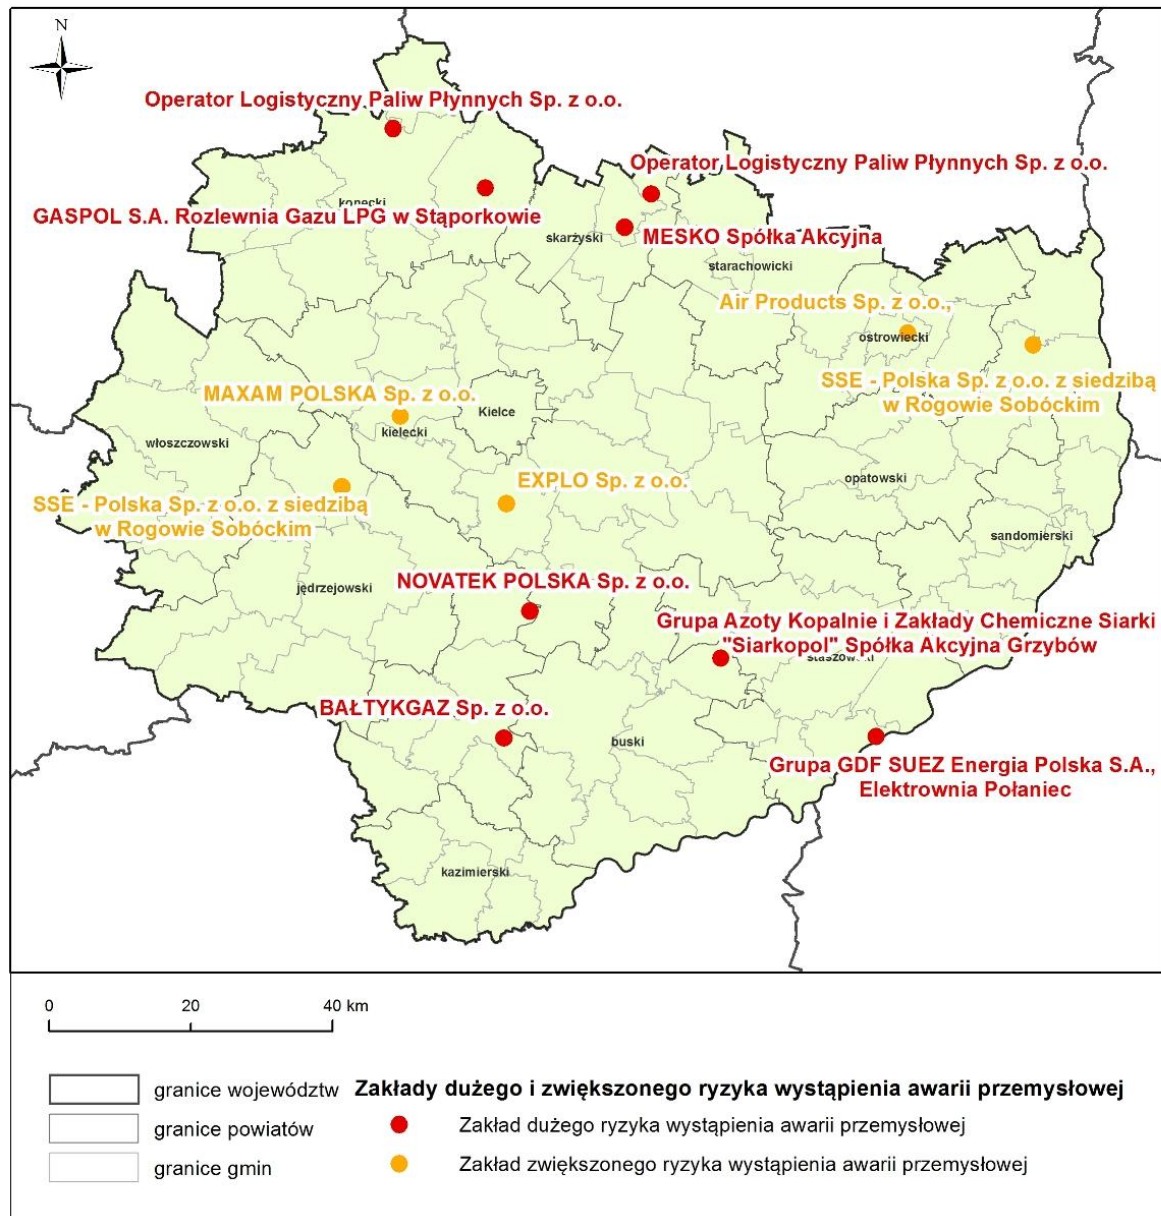 N
Operator Logistyczny Paliw Płynnych Sp. z o.o.
Operator Logistyczny Paliw Płynnych Sp. z o.o.
konecki
GASPOL S.A. Rozlewnia Gazu LPG w Stąporkowie
skarżyski
MESKO Spółka Akcyjna
starachowicki
Air Products Sp. z o.o.,
ostrowiecki
SSE - Polska Sp. z o.o. z siedzibą
w Rogowie Sobóckim
MAXAM POLSKA Sp. z o.o.
Kielce
kielecki
włoszczowski
EXPLO Sp. z o.o.
opatowski
SSE - Polska Sp. z o.o. z siedzibą
w Rogowie Sobóckim
sandomierski
NOVATEK POLSKA Sp. z o.o.
jędrzejowski
Grupa Azoty Kopalnie i Zakłady Chemiczne Siarki
"Siarkopol" Spółka Akcyjna Grzybów
staszowski
BAŁTYKGAZ Sp. z o.o.
buski
Grupa GDF SUEZ Energia Polska S.A.,
Elektrownia Połaniec
kazimierski
0 20 40 km
granice województw
granice powiatów
granice gmin
Zakłady dużego i zwiększonego ryzyka wystąpienia awarii przemysłowej
Zakład dużego ryzyka wystąpienia awarii przemysłowej
Zakład zwiększonego ryzyka wystąpienia awarii przemysłowej